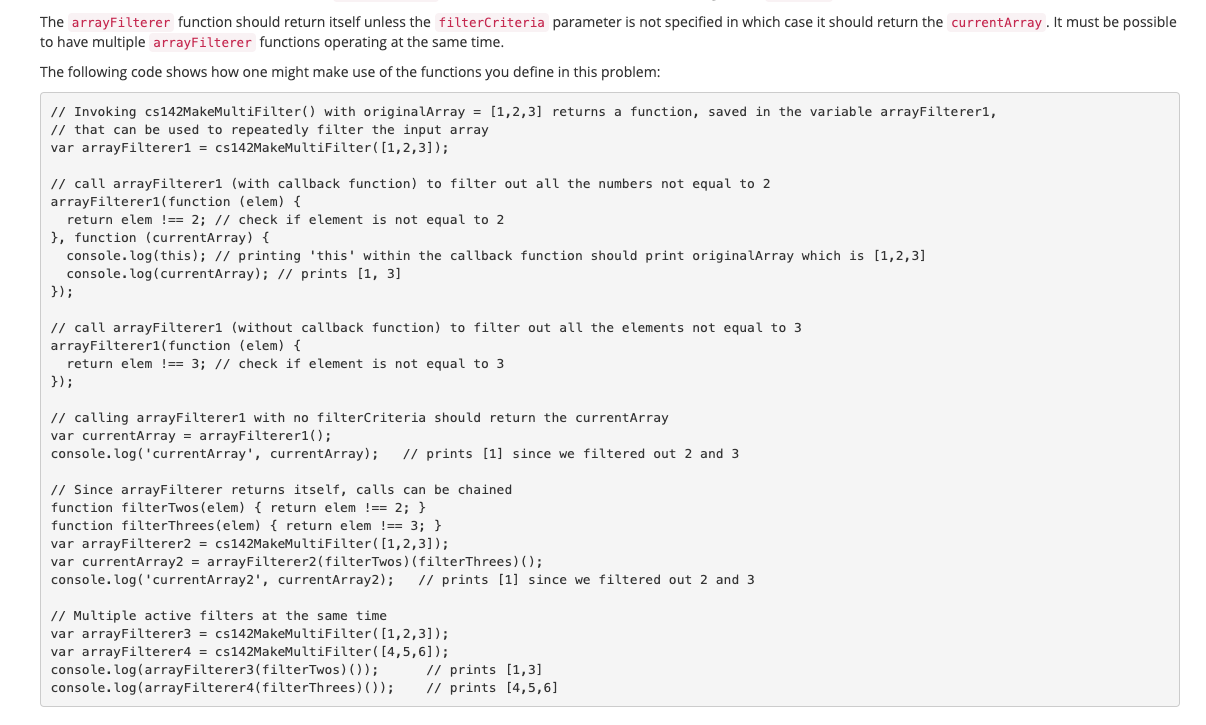 The arrayFilterer function should return itself unless the filterCriteria parameter is not specified in which case it should return the currentArray. It must be possible
to have multiple arrayFilterer functions operating at the same time.
The following code shows how one might make use of the functions you define in this problem:
// Invoking cs142MakeMultiFilter() with originalArray = [1,2,3] returns a function, saved in the variable arrayFilterer1,
// that can be used to repeatedly filter the input array
var arrayFilterer1 = cs142MakeMultiFilter([1,2,3]);
// call arrayFilterer1 (with callback function) to filter out all the numbers not equal to 2
arrayFilterer1(function (elem) {
  return elem !== 2; // check if element is not equal to 2
}, function (currentArray) {
  console.log(this); // printing 'this' within the callback function should print originalArray which is [1,2,3]
  console.log(currentArray); // prints [1, 3]
});
// call arrayFilterer1 (without callback function) to filter out all the elements not equal to 3
arrayFilterer1(function (elem) {
  return elem !== 3; // check if element is not equal to 3
});
// calling arrayFilterer1 with no filterCriteria should return the currentArray
var currentArray = arrayFilterer1();
console.log('currentArray', currentArray);   // prints [1] since we filtered out 2 and 3
// Since arrayFilterer returns itself, calls can be chained
function filterTwos(elem) { return elem !== 2; }
function filterThrees(elem) { return elem !== 3; }
var arrayFilterer2 = cs142MakeMultiFilter([1,2,3]);
var currentArray2 = arrayFilterer2(filterTwos)(filterThrees)();
console.log('currentArray2', currentArray2);   // prints [1] since we filtered out 2 and 3
// Multiple active filters at the same time
var arrayFilterer3 = cs142MakeMultiFilter([1,2,3]);
var arrayFilterer4 = cs142MakeMultiFilter([4,5,6]);
console.log(arrayFilterer3(filterTwos)());      // prints [1,3]
console.log(arrayFilterer4(filterThrees)());    // prints [4,5,6]